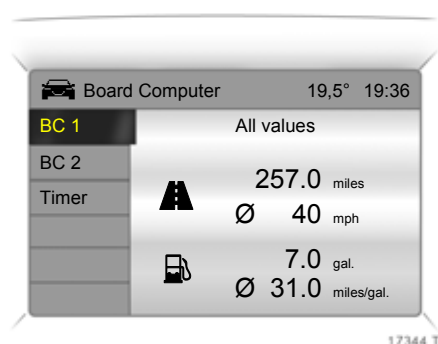 Board Computer 19,5° 19:36
BC 1
All values
BC 2
Timer
257.0 miles
Ø 40 mph
7.0 gal.
Ø 31.0 miles/gal.
17344 T